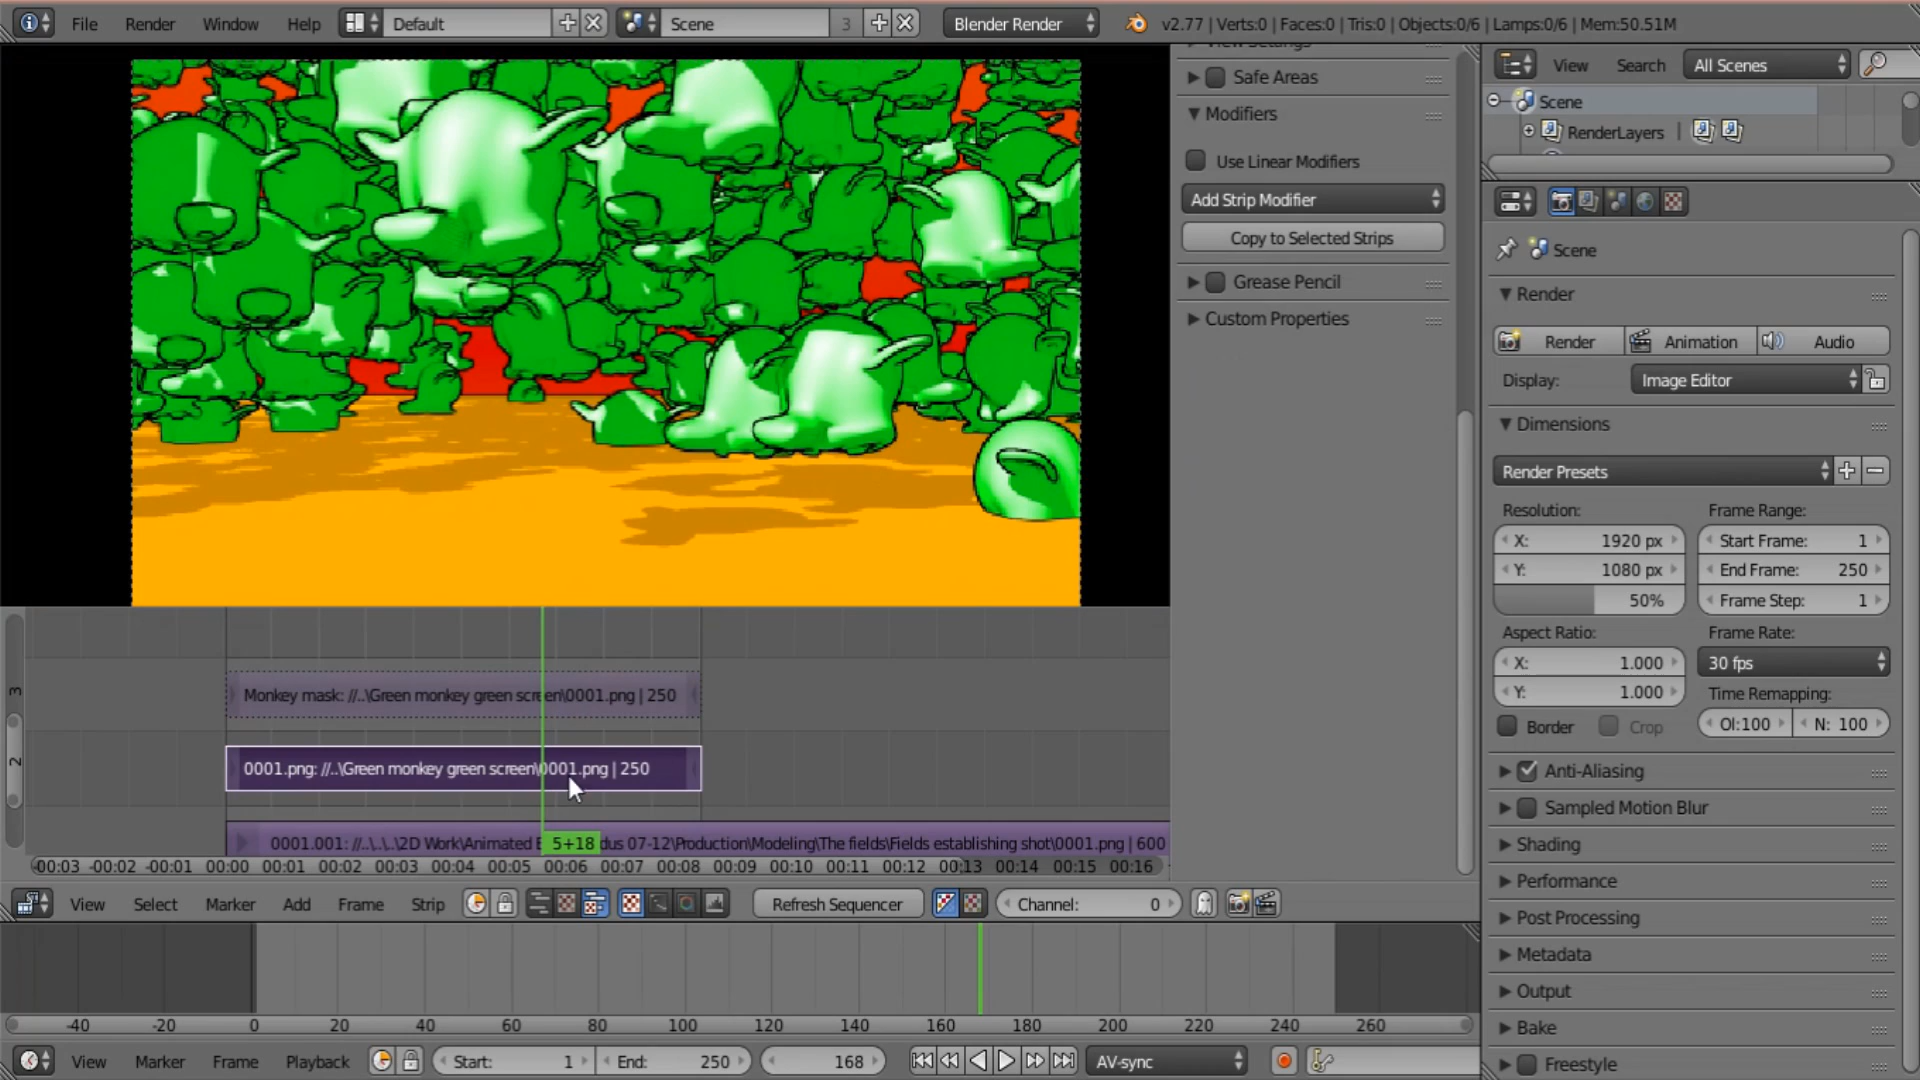 File Render Window Help Default Scene 3 Blender Render v2.77 | Verts:0 | Faces:0 | Tris:0 | Objects:0/6 | Lamps:0/6 | Mem:50.51M
View Settings
Safe Areas
Modifiers
Use Linear Modifiers
Add Strip Modifier
Copy to Selected Strips
Grease Pencil
Custom Properties
View Search All Scenes
Scene
RenderLayers
Scene
Render
Render Animation Audio
Display: Image Editor
Dimensions
Render Presets
Resolution: Frame Range:
X: 1920 px Start Frame: 1
Y: 1080 px End Frame: 250
50% Frame Step: 1
Aspect Ratio: Frame Rate:
X: 1.000 30 fps
Y: 1.000 Time Remapping:
Border Crop Ol:100 N: 100
Anti-Aliasing
Sampled Motion Blur
Shading
Performance
Post Processing
Metadata
Output
Bake
Freestyle
3
Monkey mask: //..\Green monkey green screen\0001.png | 250
2
0001.png: //..\Green monkey green screen\0001.png | 250
0001.001: //..\..\..\2D Work\Animated 5+18 dus 07-12\Production\Modeling\The fields\Fields establishing shot\0001.png | 600
-00:03 -00:02 -00:01 00:00 00:01 00:02 00:03 00:04 00:05 00:06 00:07 00:08 00:09 00:10 00:11 00:12 00:13 00:14 00:15 00:16
View Select Marker Add Frame Strip Refresh Sequencer Channel: 0
-40 -20 0 20 40 60 80 100 120 140 160 180 200 220 240 260
View Marker Frame Playback Start: 1 End: 250 168 AV-sync